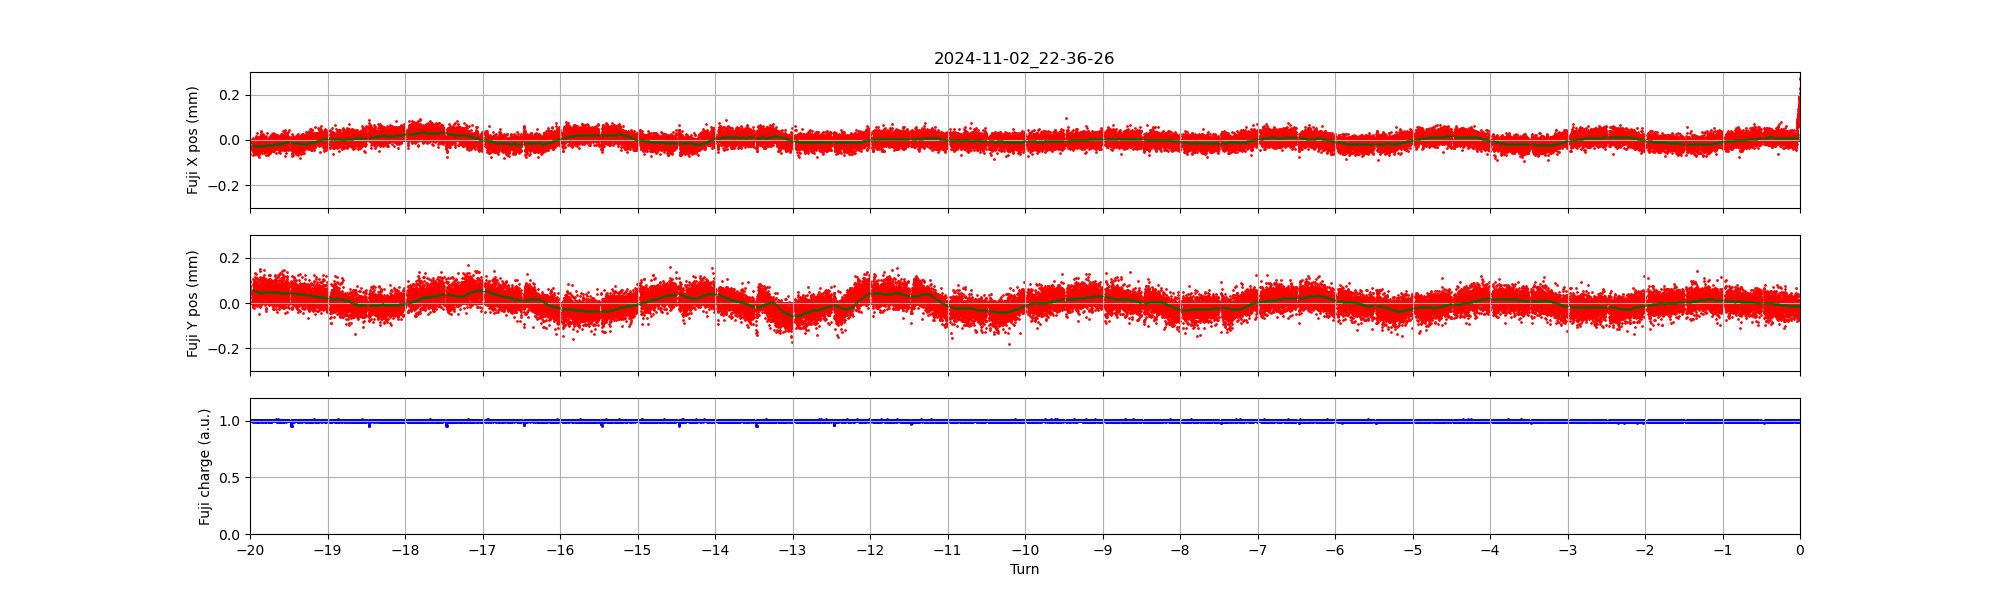 2024-11-02_22-36-26
Fuji X pos (mm)
0.2
0.0
−0.2
Fuji Y pos (mm)
0.2
0.0
−0.2
Fuji charge (a.u.)
1.0
0.5
0.0
−20 −19 −18 −17 −16 −15 −14 −13 −12 −11 −10 −9 −8 −7 −6 −5 −4 −3 −2 −1 0
Turn